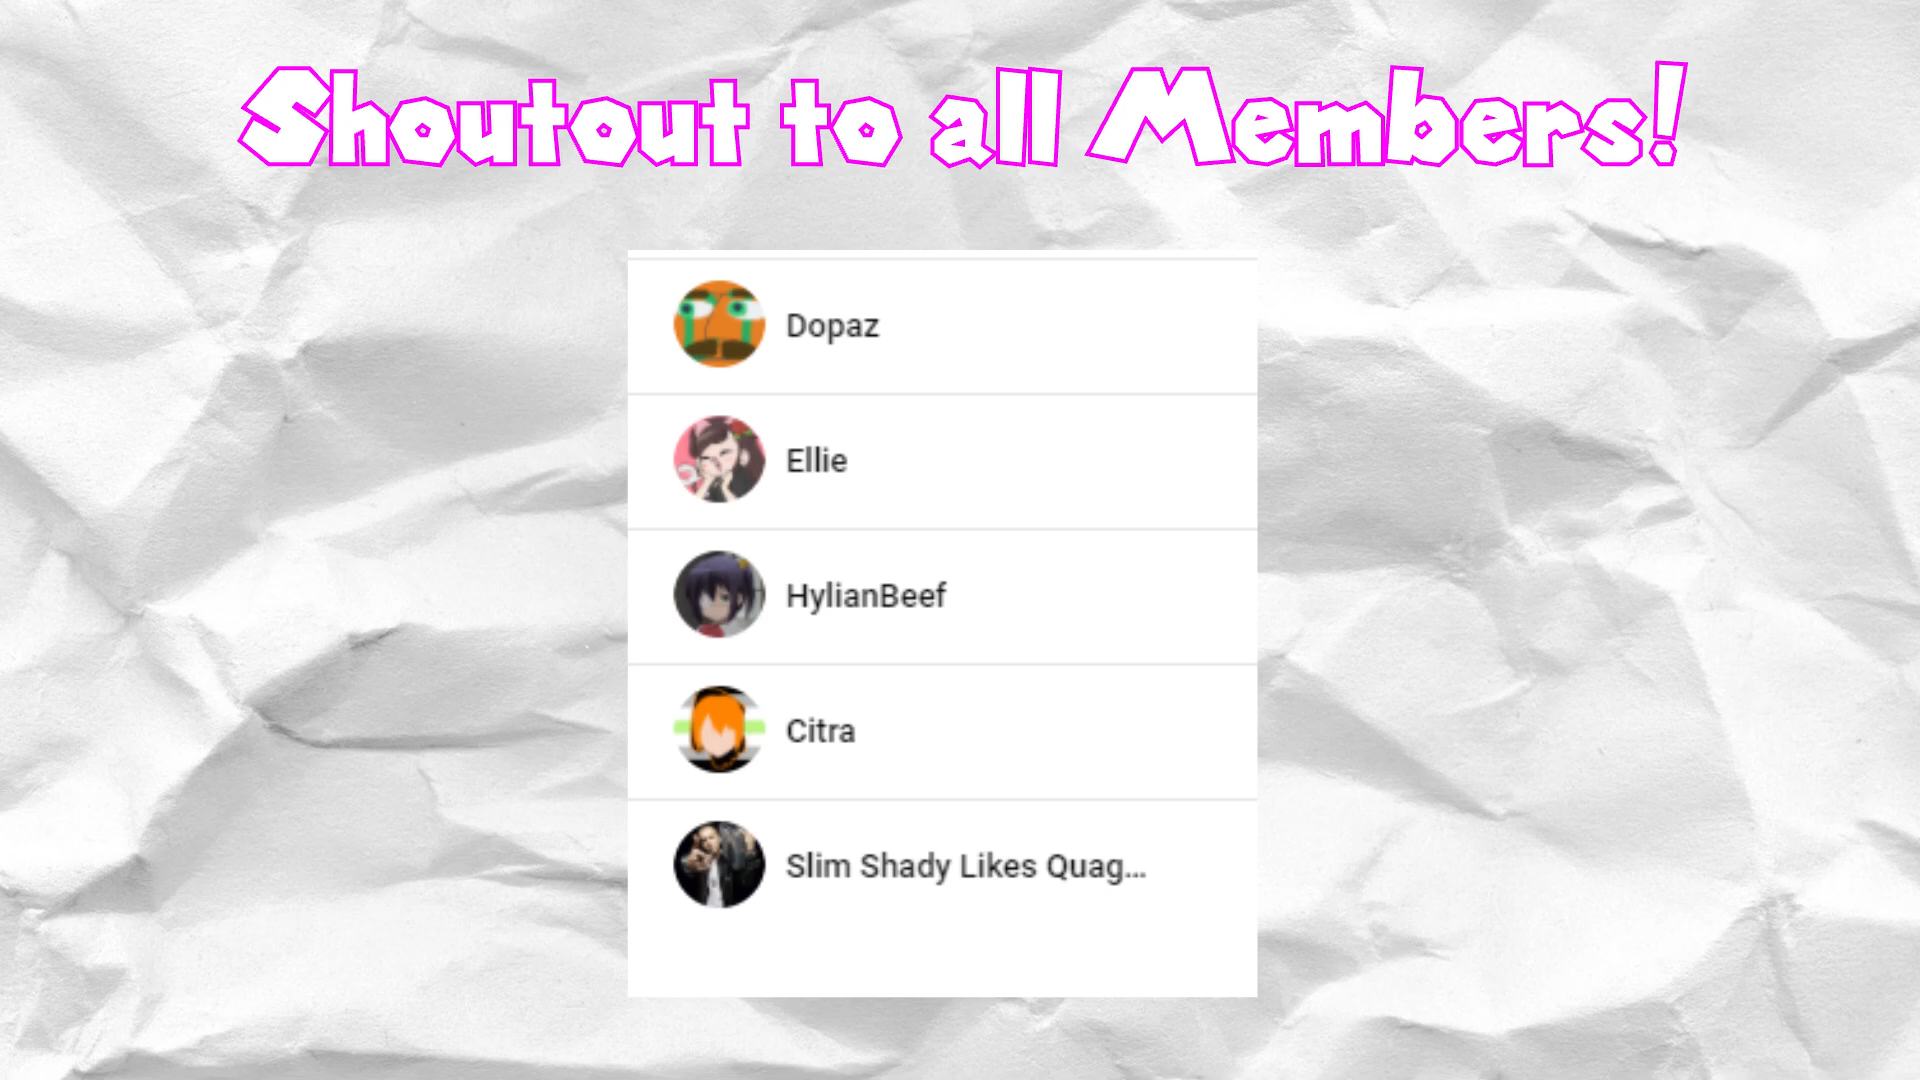 Shoutout to all Members!
Dopaz
Ellie
HylianBeef
Citra
Slim Shady Likes Quag...